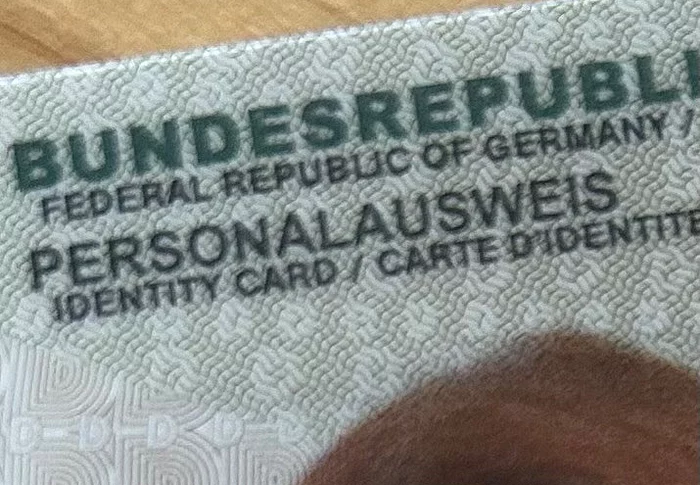 BUNDESREPUBLI
FEDERAL REPUBLIC OF GERMANY /
PERSONALAUSWEIS
IDENTITY CARD / CARTE D'IDENTITE
D D D D D